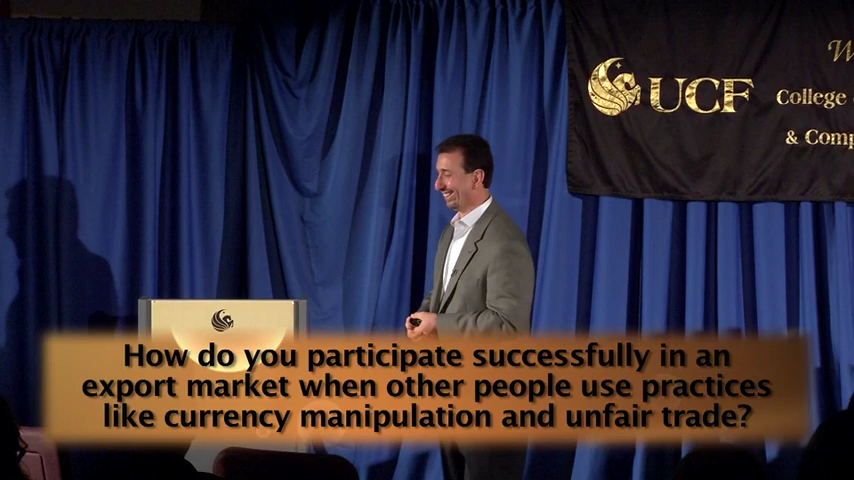 W
UCF
College
& Comp
How do you participate successfully in an
export market when other people use practices
like currency manipulation and unfair trade?